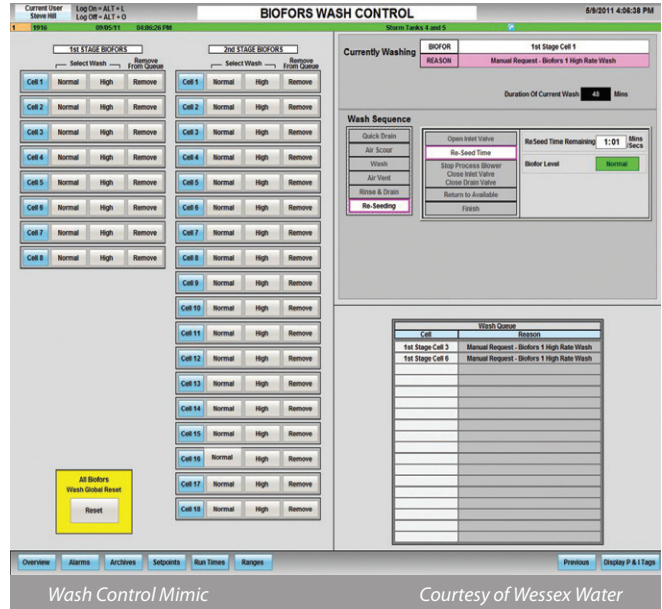 Current User
Steve Hill
Log On = ALT + L
Log Off = ALT + O
BIOFORS WASH CONTROL
5/9/2011 4:06:38 PM
1 1916 09/05/11 04:06:26 PM Storm Tanks 4 and 5
1st STAGE BIOFORS
Select Wash
Remove From Queue
Cell 1 Normal High Remove
Cell 2 Normal High Remove
Cell 3 Normal High Remove
Cell 4 Normal High Remove
Cell 5 Normal High Remove
Cell 6 Normal High Remove
Cell 7 Normal High Remove
Cell 8 Normal High Remove
All Biofors
Wash Global Reset
Reset
2nd STAGE BIOFORS
Select Wash
Remove From Queue
Cell 1 Normal High Remove
Cell 2 Normal High Remove
Cell 3 Normal High Remove
Cell 4 Normal High Remove
Cell 5 Normal High Remove
Cell 6 Normal High Remove
Cell 7 Normal High Remove
Cell 8 Normal High Remove
Cell 9 Normal High Remove
Cell 10 Normal High Remove
Cell 11 Normal High Remove
Cell 12 Normal High Remove
Cell 13 Normal High Remove
Cell 14 Normal High Remove
Cell 15 Normal High Remove
Cell 16 Normal High Remove
Cell 17 Normal High Remove
Cell 18 Normal High Remove
Currently Washing
BIOFOR 1st Stage Cell 1
REASON Manual Request - Biofors 1 High Rate Wash
Duration Of Current Wash 43 Mins
Wash Sequence
Quick Drain
Air Scour
Wash
Air Vent
Rinse & Drain
Re-Seeding
Open Inlet Valve
Re-Seed Time
Stop Process Blower
Close Inlet Valve
Close Drain Valve
Return to Available
Finish
ReSeed Time Remaining 1:01 Mins /Secs
Biofor Level Normal
Wash Queue
Cell Reason
1st Stage Cell 3 Manual Request - Biofors 1 High Rate Wash
1st Stage Cell 6 Manual Request - Biofors 1 High Rate Wash
Overview Alarms Archives Setpoints Run Times Ranges Previous Display P & I Tags
Wash Control Mimic Courtesy of Wessex Water